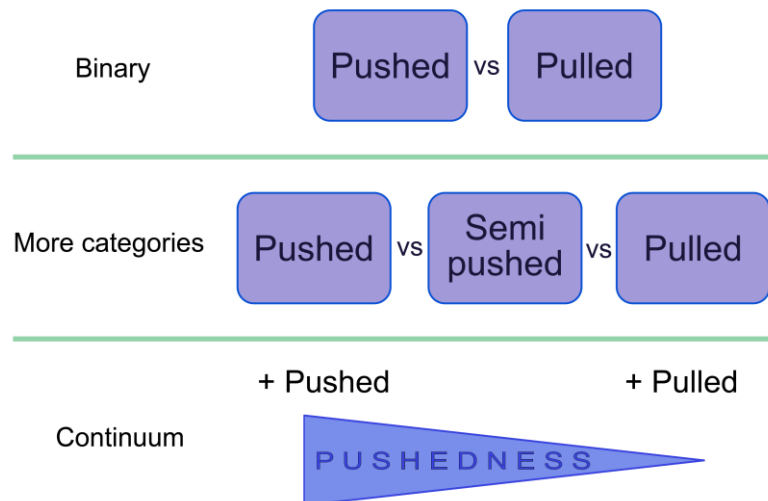 Binary
Pushed vs Pulled
More categories
Pushed vs Semi pushed vs Pulled
+ Pushed + Pulled
Continuum
PUSHEDNESS